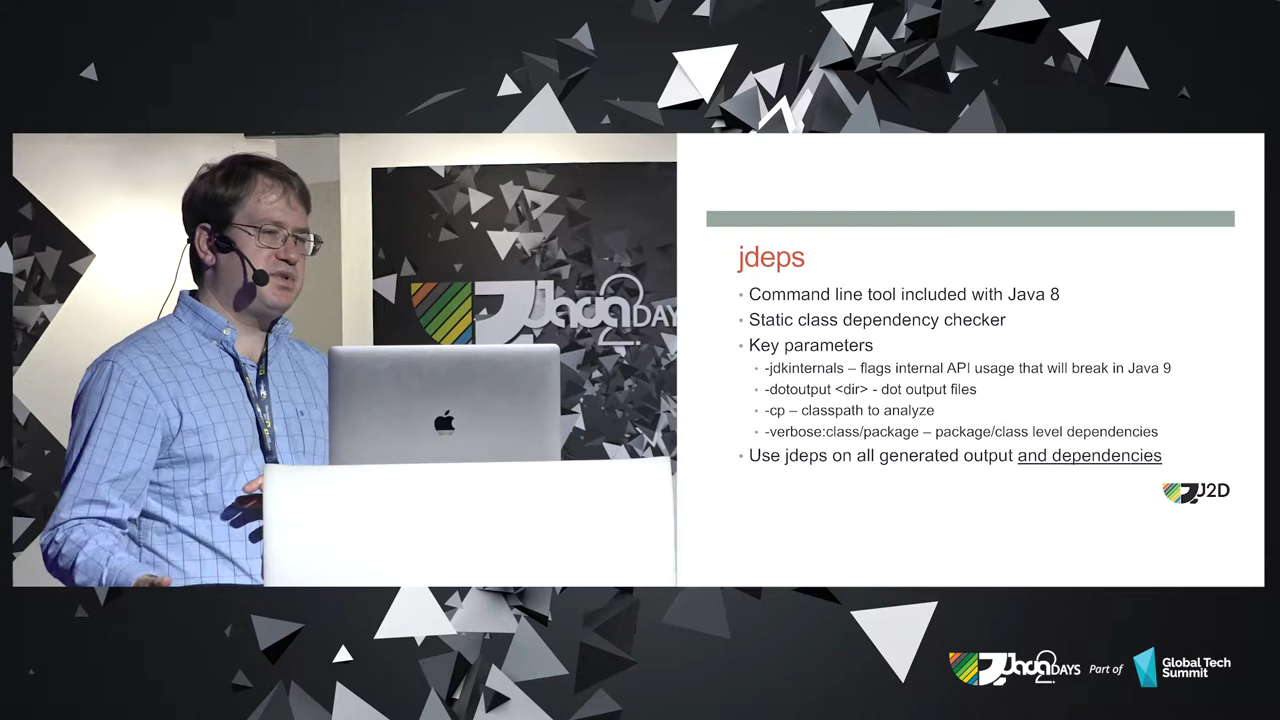 Java2DAYS
jdeps
• Command line tool included with Java 8
• Static class dependency checker
• Key parameters
• -jdkinternals – flags internal API usage that will break in Java 9
• -dotoutput <dir> - dot output files
• -cp – classpath to analyze
• -verbose:class/package – package/class level dependencies
• Use jdeps on all generated output and dependencies
J2D
Java2DAYS Part of Global Tech Summit